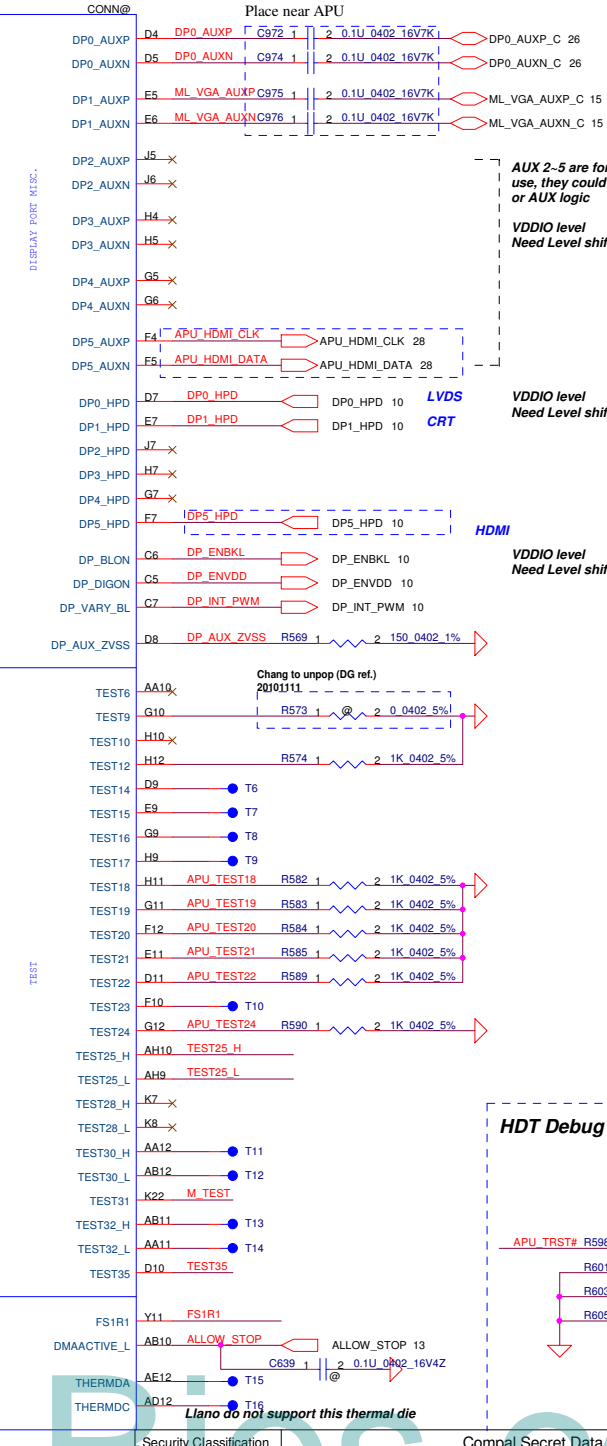 CONN@
Place near APU
DP0_AUXP D4 DP0_AUXP C972 1 2 0.1U_0402_16V7K DP0_AUXP_C 26
DP0_AUXN D5 DP0_AUXN C974 1 2 0.1U_0402_16V7K DP0_AUXN_C 26
DP1_AUXP E5 ML_VGA_AUXP C975 1 2 0.1U_0402_16V7K ML_VGA_AUXP_C 15
DP1_AUXN E6 ML_VGA_AUXN C976 1 2 0.1U_0402_16V7K ML_VGA_AUXN_C 15
DP2_AUXP J5
DP2_AUXN J6
AUX 2~5 are for
use, they could
or AUX logic
DISPLAY PORT MISC.
DP3_AUXP H4
DP3_AUXN H5
VDDIO level
Need Level shif
DP4_AUXP G5
DP4_AUXN G6
DP5_AUXP F4 APU_HDMI_CLK APU_HDMI_CLK 28
DP5_AUXN F5 APU_HDMI_DATA APU_HDMI_DATA 28
DP0_HPD D7 DP0_HPD DP0_HPD 10 LVDS
DP1_HPD E7 DP1_HPD DP1_HPD 10 CRT
VDDIO level
Need Level shif
DP2_HPD J7
DP3_HPD H7
DP4_HPD G7
DP5_HPD F7 DP5_HPD DP5_HPD 10
HDMI
DP_BLON C6 DP_ENBKL DP_ENBKL 10
DP_DIGON C5 DP_ENVDD DP_ENVDD 10
DP_VARY_BL C7 DP_INT_PWM DP_INT_PWM 10
VDDIO level
Need Level shif
DP_AUX_ZVSS D8 DP_AUX_ZVSS R569 1 2 150_0402_1%
Chang to unpop (DG ref.)
20101111
TEST6 AA10
TEST9 G10 R573 1 @ 2 0_0402_5%
TEST10 H10
TEST12 H12 R574 1 2 1K_0402_5%
TEST14 D9 T6
TEST15 E9 T7
TEST16 G9 T8
TEST17 H9 T9
TEST18 H11 APU_TEST18 R582 1 2 1K_0402_5%
TEST19 G11 APU_TEST19 R583 1 2 1K_0402_5%
TEST20 F12 APU_TEST20 R584 1 2 1K_0402_5%
TEST21 E11 APU_TEST21 R585 1 2 1K_0402_5%
TEST22 D11 APU_TEST22 R589 1 2 1K_0402_5%
TEST
TEST23 F10 T10
TEST24 G12 APU_TEST24 R590 1 2 1K_0402_5%
TEST25_H AH10 TEST25_H
TEST25_L AH9 TEST25_L
TEST28_H K7
TEST28_L K8
HDT Debug
TEST30_H AA12 T11
TEST30_L AB12 T12
TEST31 K22 M_TEST
TEST32_H AB11 T13
TEST32_L AA11 T14
TEST35 D10 TEST35
APU_TRST# R598
R601
R603
R605
FS1R1 Y11 FS1R1
DMAACTIVE_L AB10 ALLOW_STOP ALLOW_STOP 13
C639 1 2 0.1U_0402_16V4Z
@
THERMDA AE12 T15
THERMDC AD12 T16
Llano do not support this thermal die
Security Classification
Compal Secret Data